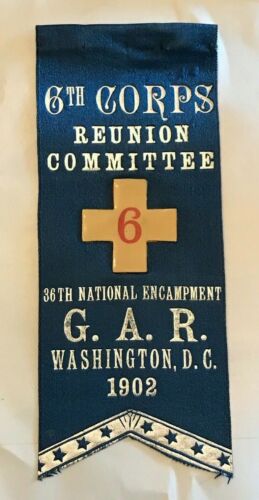 6TH CORPS
REUNION
COMMITTEE
6
36TH NATIONAL ENCAMPMENT
G. A. R.
WASHINGTON, D. C.
1902